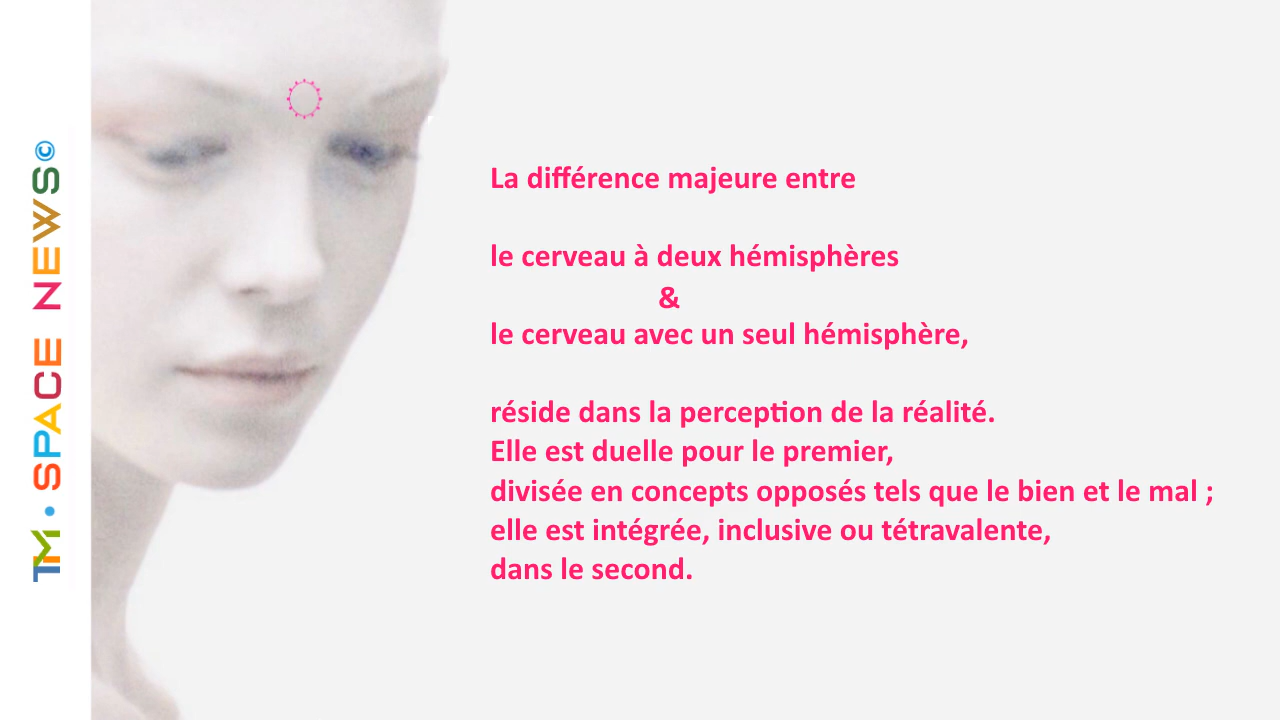 TM • SPACE NEWS©
La différence majeure entre
le cerveau à deux hémisphères
&
le cerveau avec un seul hémisphère,
réside dans la perception de la réalité.
Elle est duelle pour le premier,
divisée en concepts opposés tels que le bien et le mal ;
elle est intégrée, inclusive ou tétravalente,
dans le second.